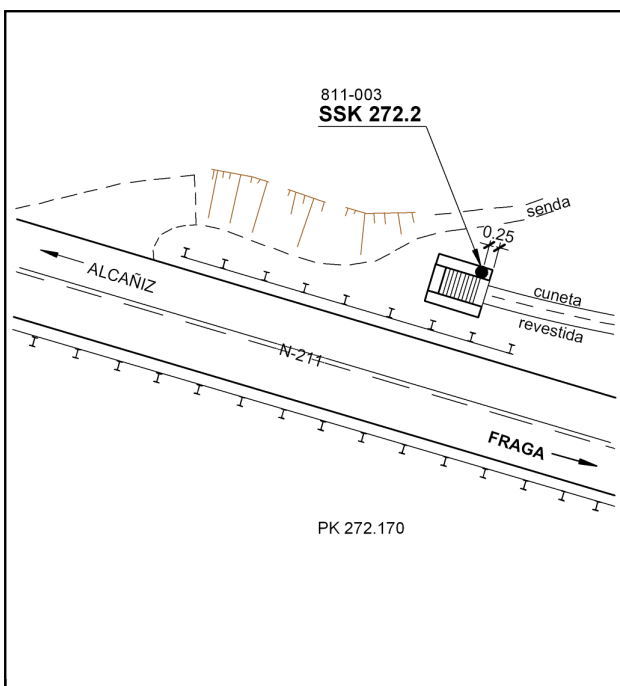 811-003
SSK 272.2
senda
0.25
cuneta
revestida
ALCAÑIZ
N-211
FRAGA
PK 272.170